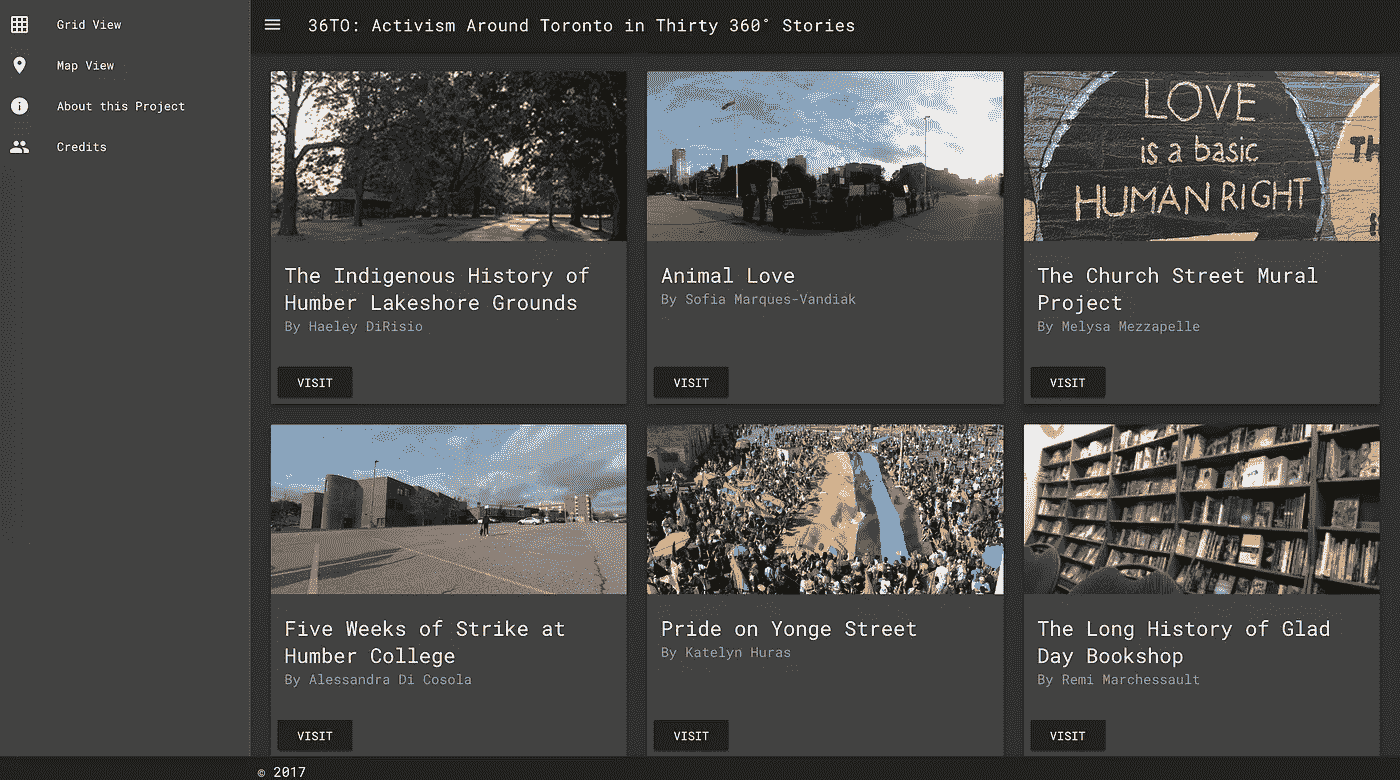 Grid View
Map View
About this Project
Credits
36TO: Activism Around Toronto in Thirty 360° Stories
LOVE
is a basic
HUMAN RIGHT
TH
The Indigenous History of
Humber Lakeshore Grounds
By Haeley DiRisio
VISIT
Animal Love
By Sofia Marques-Vandiak
VISIT
The Church Street Mural
Project
By Melysa Mezzapelle
VISIT
Five Weeks of Strike at
Humber College
By Alessandra Di Cosola
VISIT
Pride on Yonge Street
By Katelyn Huras
VISIT
The Long History of Glad
Day Bookshop
By Remi Marchessault
VISIT
© 2017